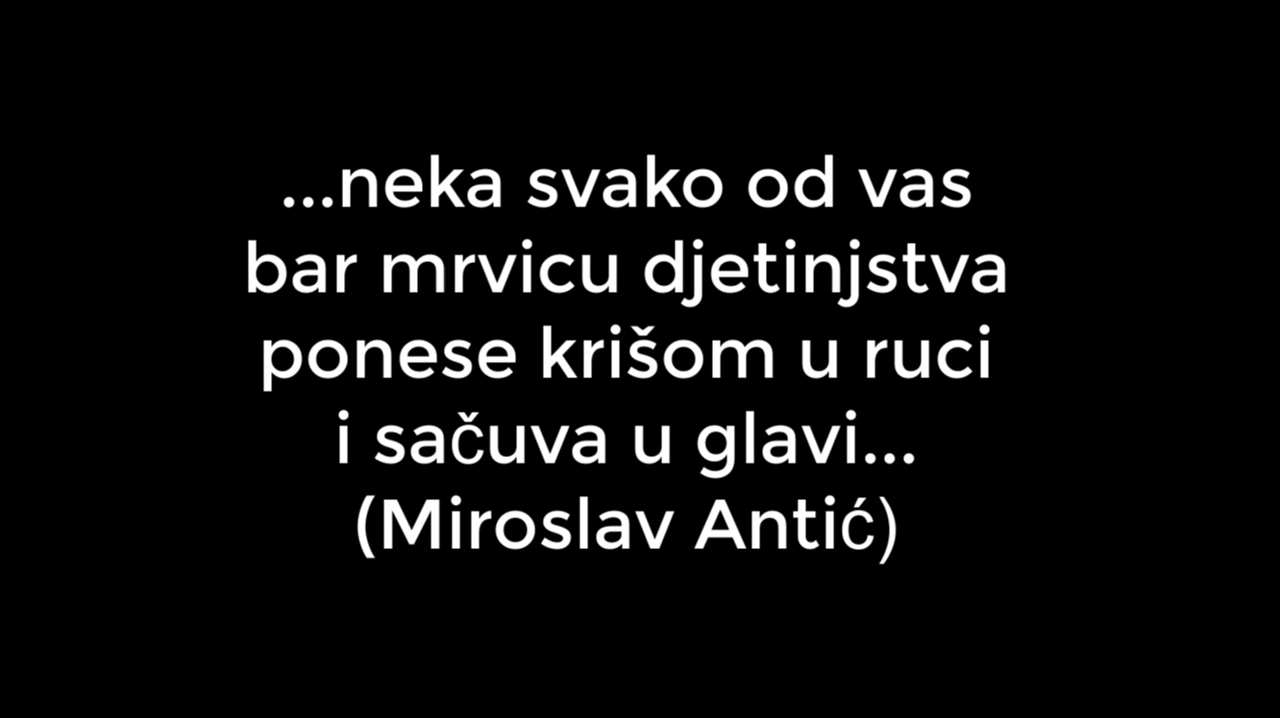 ...neka svako od vas
bar mrvicu djetinjstva
ponese krišom u ruci
i sačuva u glavi...
(Miroslav Antić)